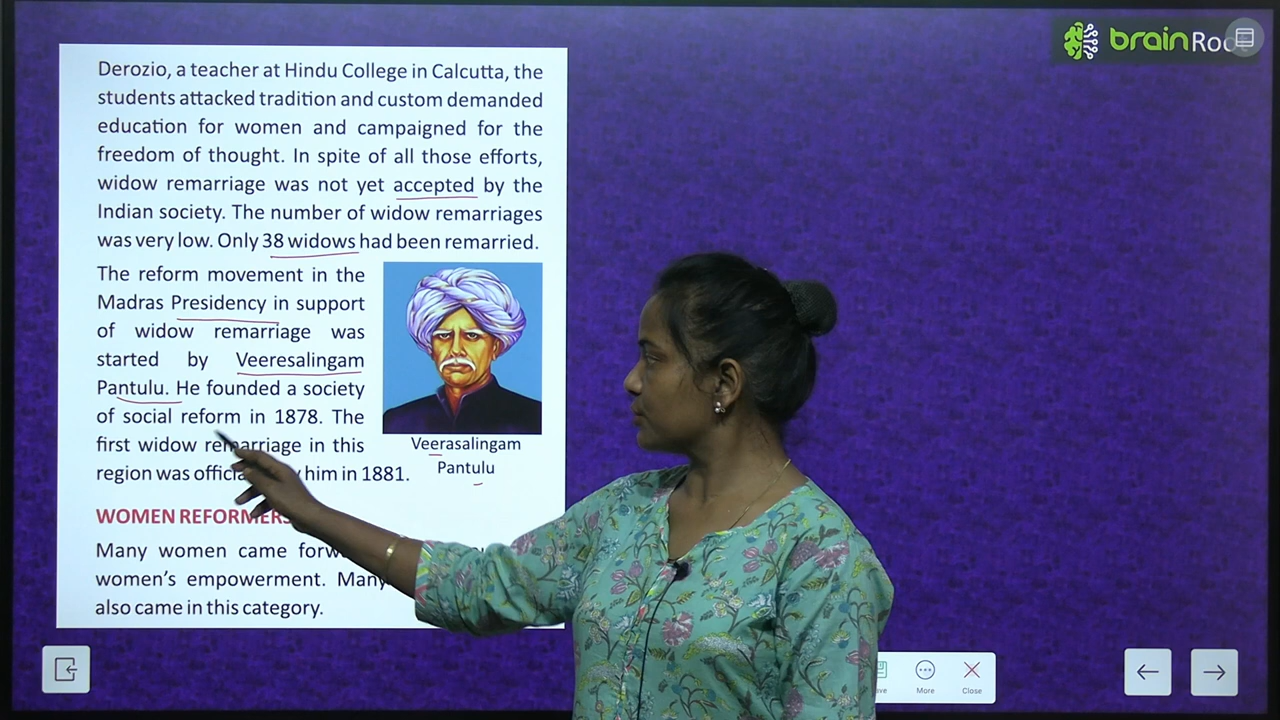 brain Roo
Derozio, a teacher at Hindu College in Calcutta, the
students attacked tradition and custom demanded
education for women and campaigned for the
freedom of thought. In spite of all those efforts,
widow remarriage was not yet accepted by the
Indian society. The number of widow remarriages
was very low. Only 38 widows had been remarried.
The reform movement in the
Madras Presidency in support
of widow remarriage was
started by Veeresalingam
Pantulu. He founded a society
of social reform in 1878. The
first widow remarriage in this
region was him in 1881.
Veerasalingam
Pantulu
WOMEN REFORMERS
Many women came
women's empowerment. Many
also came in this category.
More
Close